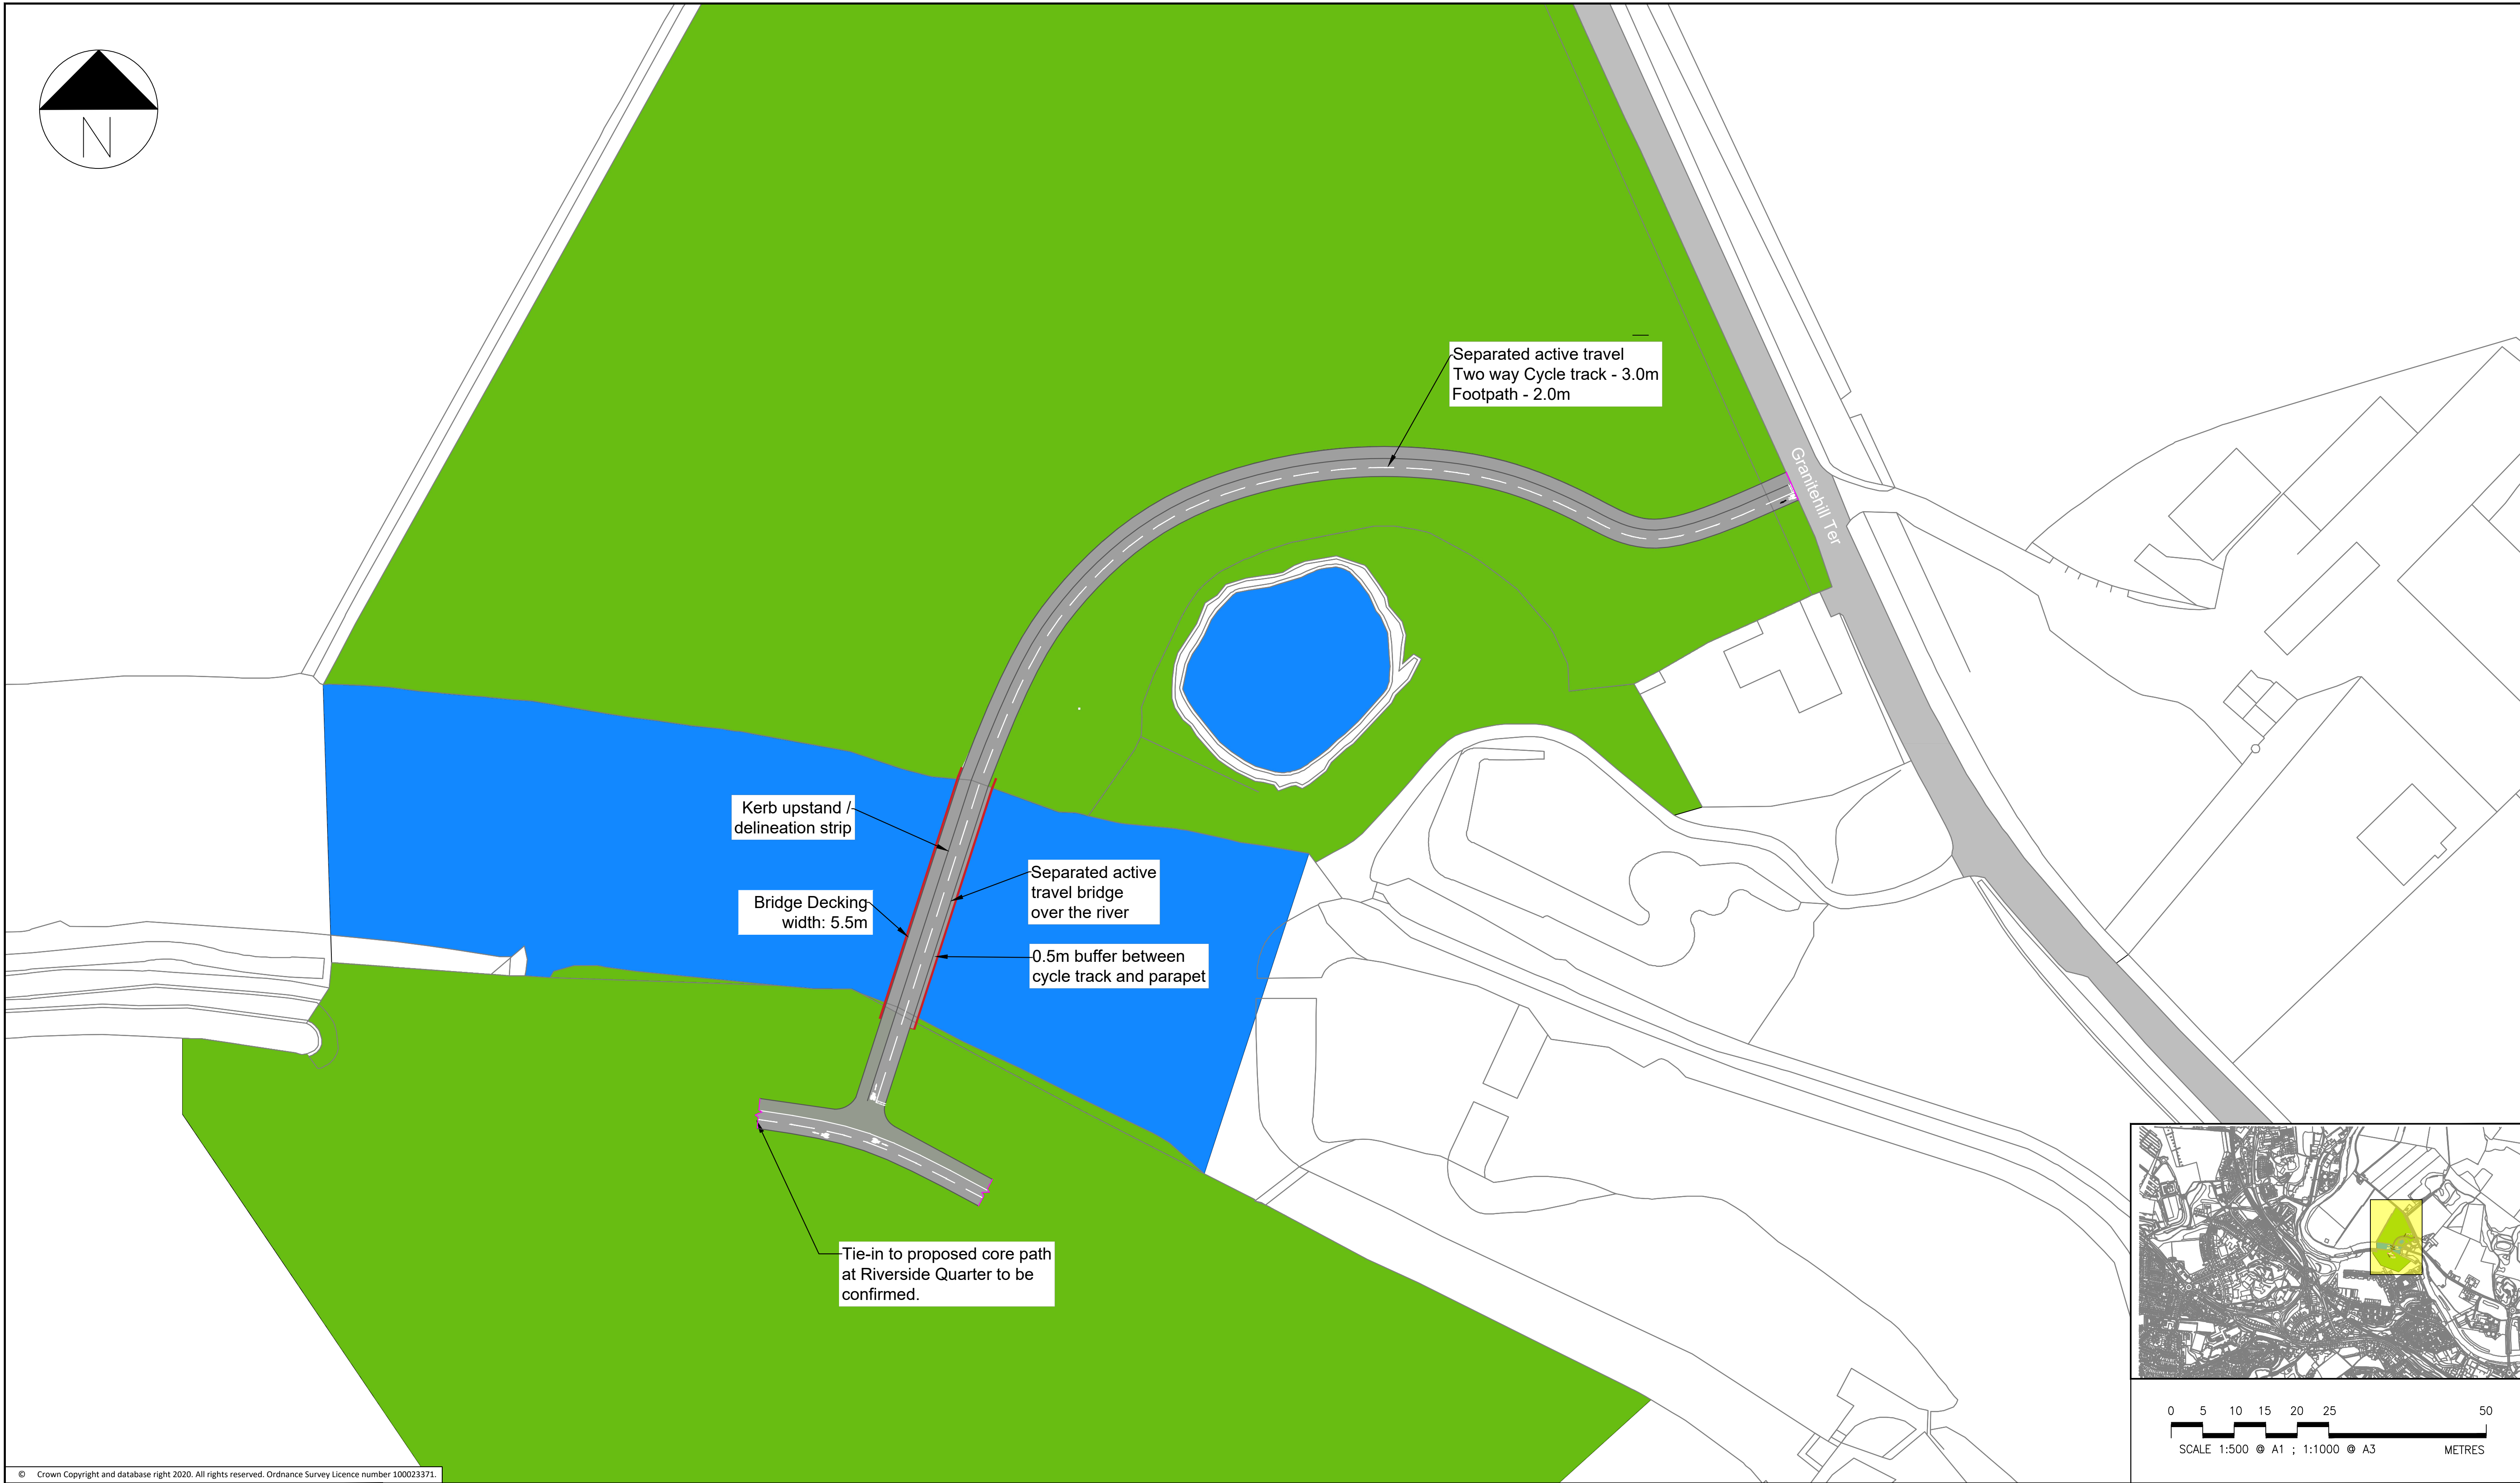 N
Separated active travel
Two way Cycle track - 3.0m
Footpath - 2.0m
Granitehill Ter
Kerb upstand /
delineation strip
Separated active
travel bridge
over the river
Bridge Decking
width: 5.5m
0.5m buffer between
cycle track and parapet
Tie-in to proposed core path
at Riverside Quarter to be
confirmed.
0 5 10 15 20 25 50
SCALE 1:500 @ A1 ; 1:1000 @ A3 METRES
© Crown Copyright and database right 2020. All rights reserved. Ordnance Survey Licence number 100023371.